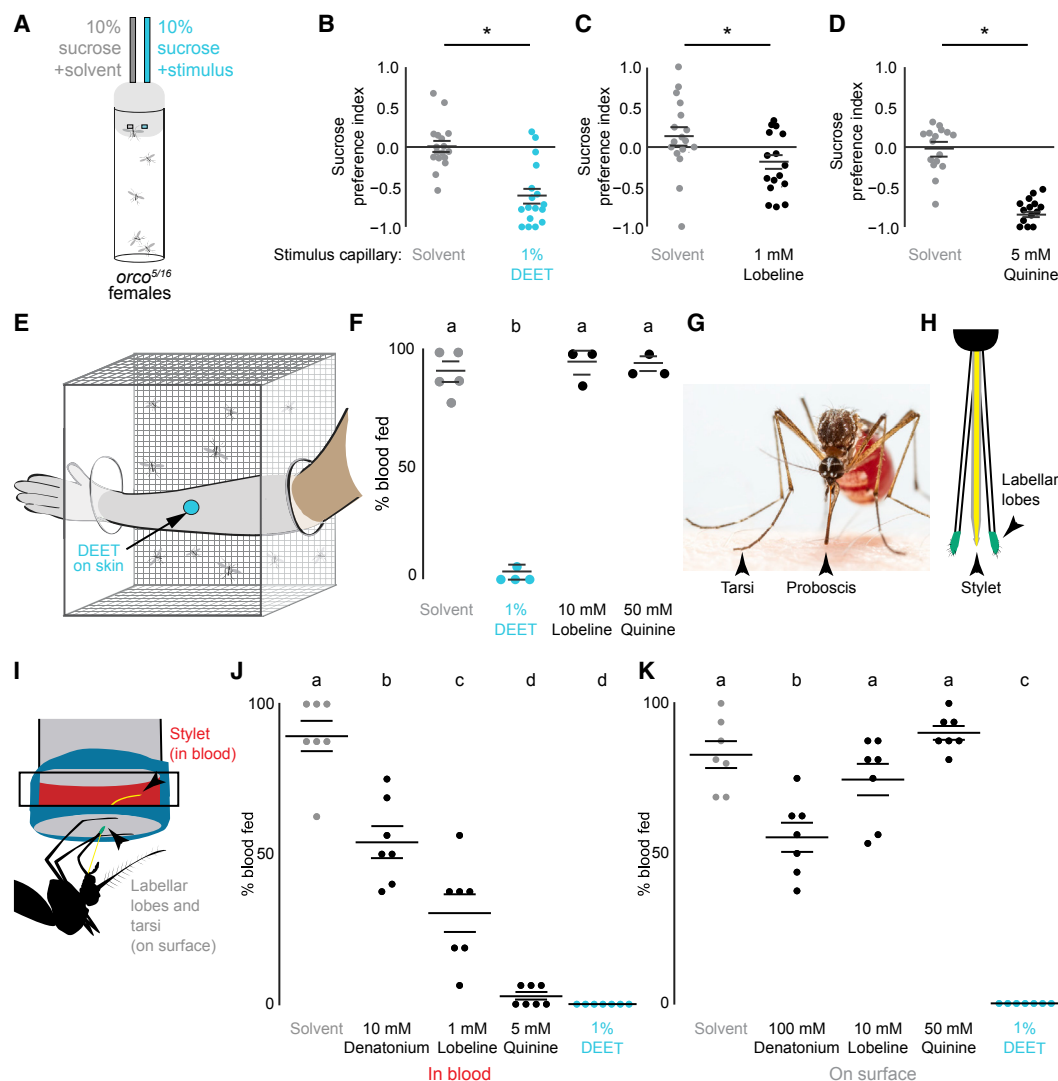 A
10%
sucrose
+solvent
10%
sucrose
+stimulus
orco5/16
females
B
*
Sucrose
preference index
1.0
0.5
0.0
−0.5
−1.0
Stimulus capillary:
Solvent
1%
DEET
C
*
Sucrose
preference index
1.0
0.5
0.0
−0.5
−1.0
Solvent
1 mM
Lobeline
D
*
Sucrose
preference index
1.0
0.5
0.0
−0.5
−1.0
Solvent
5 mM
Quinine
E
DEET
on skin
F
a
b
a
a
% blood fed
100
50
0
Solvent
1%
DEET
10 mM
Lobeline
50 mM
Quinine
G
Tarsi
Proboscis
H
Labellar
lobes
Stylet
I
Stylet
(in blood)
Labellar
lobes and
tarsi
(on surface)
J
a
b
c
d
d
% blood fed
100
50
0
Solvent
10 mM
Denatonium
1 mM
Lobeline
5 mM
Quinine
1%
DEET
In blood
K
a
b
a
a
c
% blood fed
100
50
0
Solvent
100 mM
Denatonium
10 mM
Lobeline
50 mM
Quinine
1%
DEET
On surface